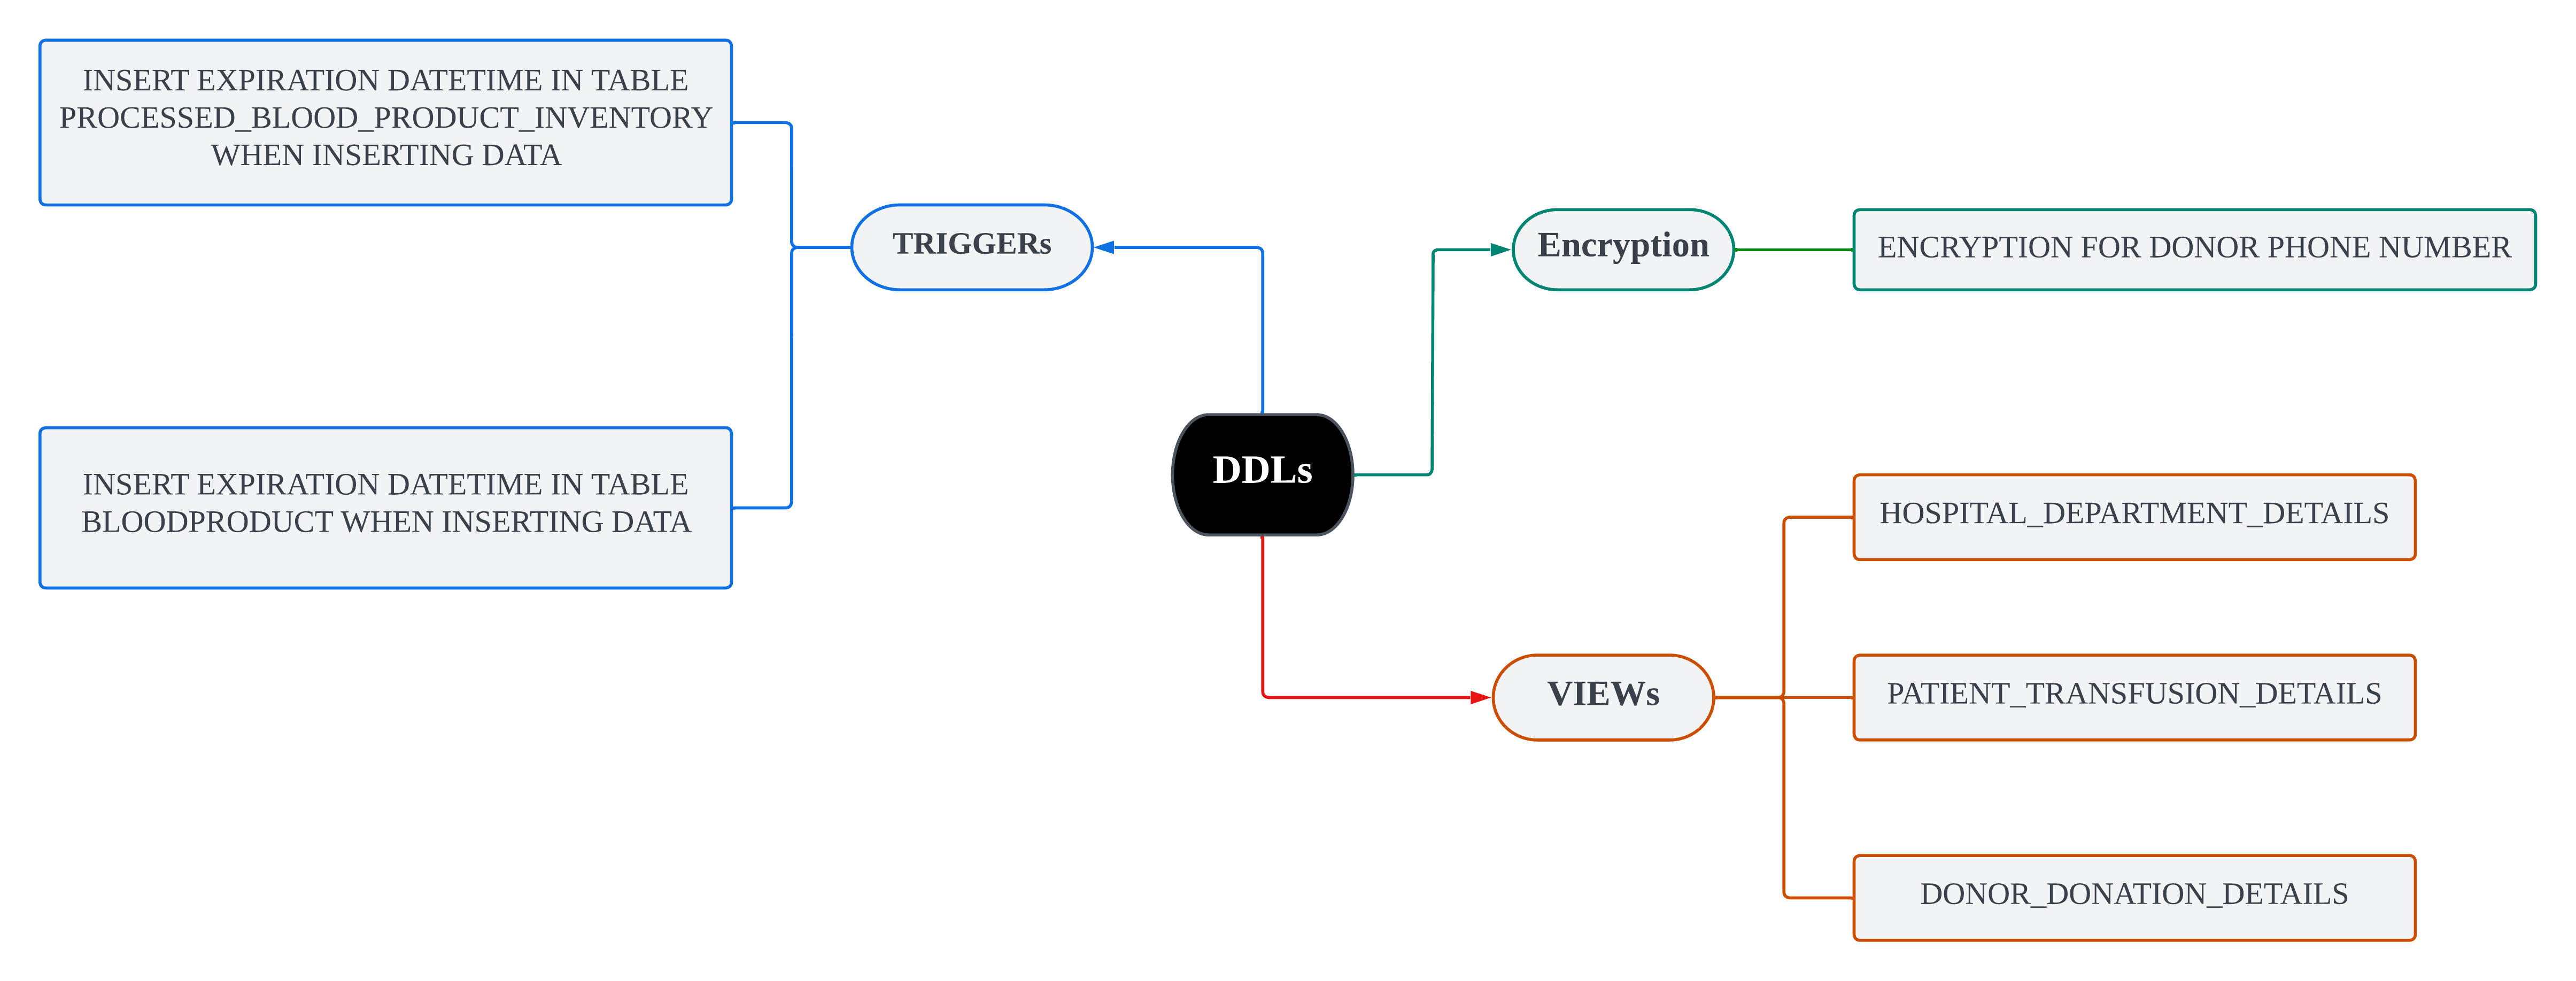 INSERT EXPIRATION DATETIME IN TABLE
PROCESSED_BLOOD_PRODUCT_INVENTORY
WHEN INSERTING DATA
TRIGGERs
Encryption
ENCRYPTION FOR DONOR PHONE NUMBER
INSERT EXPIRATION DATETIME IN TABLE
BLOODPRODUCT WHEN INSERTING DATA
DDLs
HOSPITAL_DEPARTMENT_DETAILS
VIEWs
PATIENT_TRANSFUSION_DETAILS
DONOR_DONATION_DETAILS